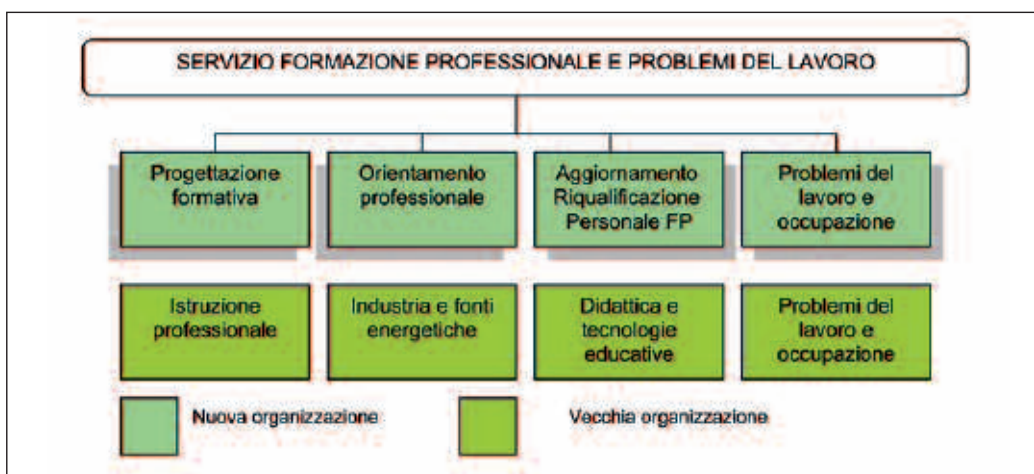 SERVIZIO FORMAZIONE PROFESSIONALE E PROBLEMI DEL LAVORO
Progettazione
formativa
Orientamento
professionale
Aggiornamento
Riqualificazione
Personale FP
Problemi del
lavoro e
occupazione
Istruzione
professionale
Industria e fonti
energetiche
Didattica e
tecnologie
educative
Problemi del
lavoro e
occupazione
Nuova organizzazione
Vecchia organizzazione